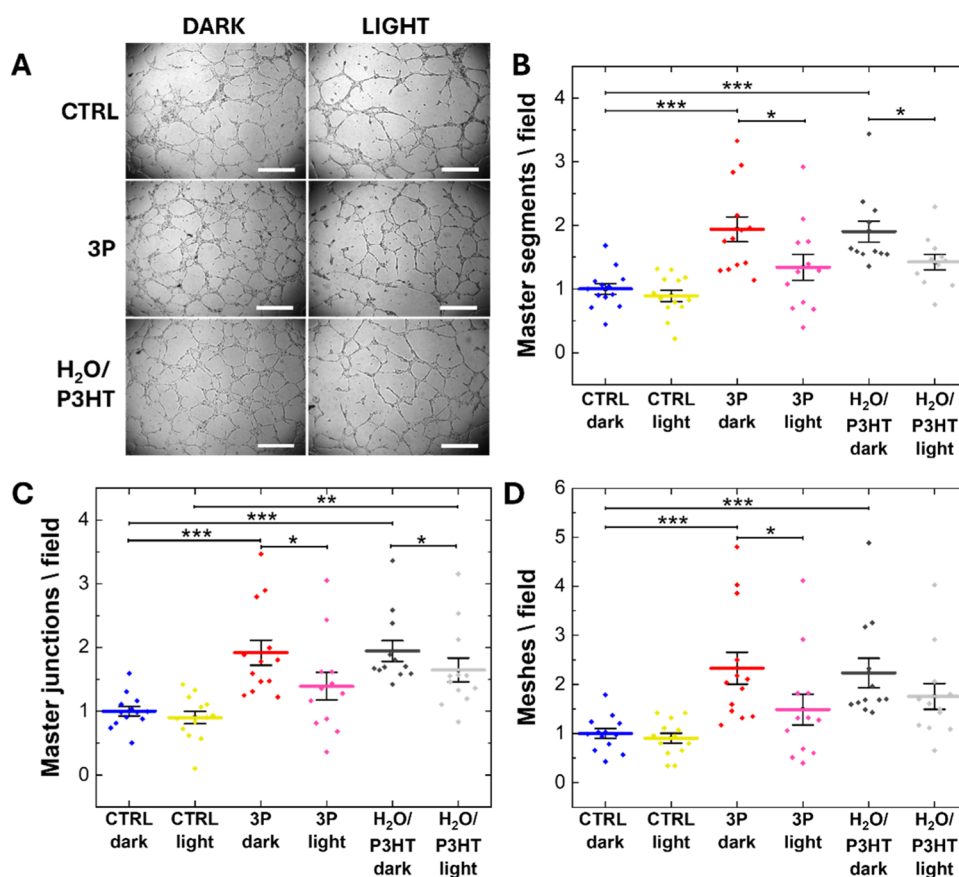 DARK LIGHT
A
CTRL
3P
H₂O/
P3HT
B
Master segments \ field
4
3
2
1
0
***
***
*
*
CTRL dark
CTRL light
3P dark
3P light
H₂O/ P3HT dark
H₂O/ P3HT light
C
Master junctions \ field
4
3
2
1
0
**
***
***
*
*
CTRL dark
CTRL light
3P dark
3P light
H₂O/ P3HT dark
H₂O/ P3HT light
D
Meshes \ field
6
5
4
3
2
1
0
***
***
*
CTRL dark
CTRL light
3P dark
3P light
H₂O/ P3HT dark
H₂O/ P3HT light